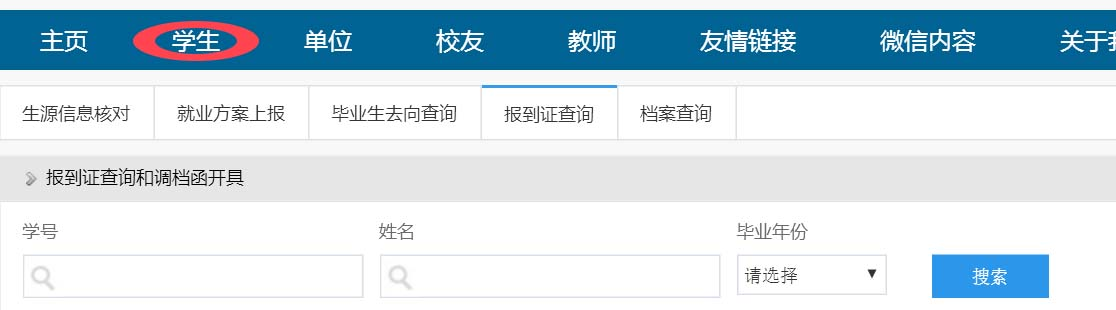 主页 学生 单位 校友 教师 友情链接 微信内容 关于
生源信息核对 就业方案上报 毕业生去向查询 报到证查询 档案查询
报到证查询和调档函开具
学号 姓名 毕业年份
请选择 搜索